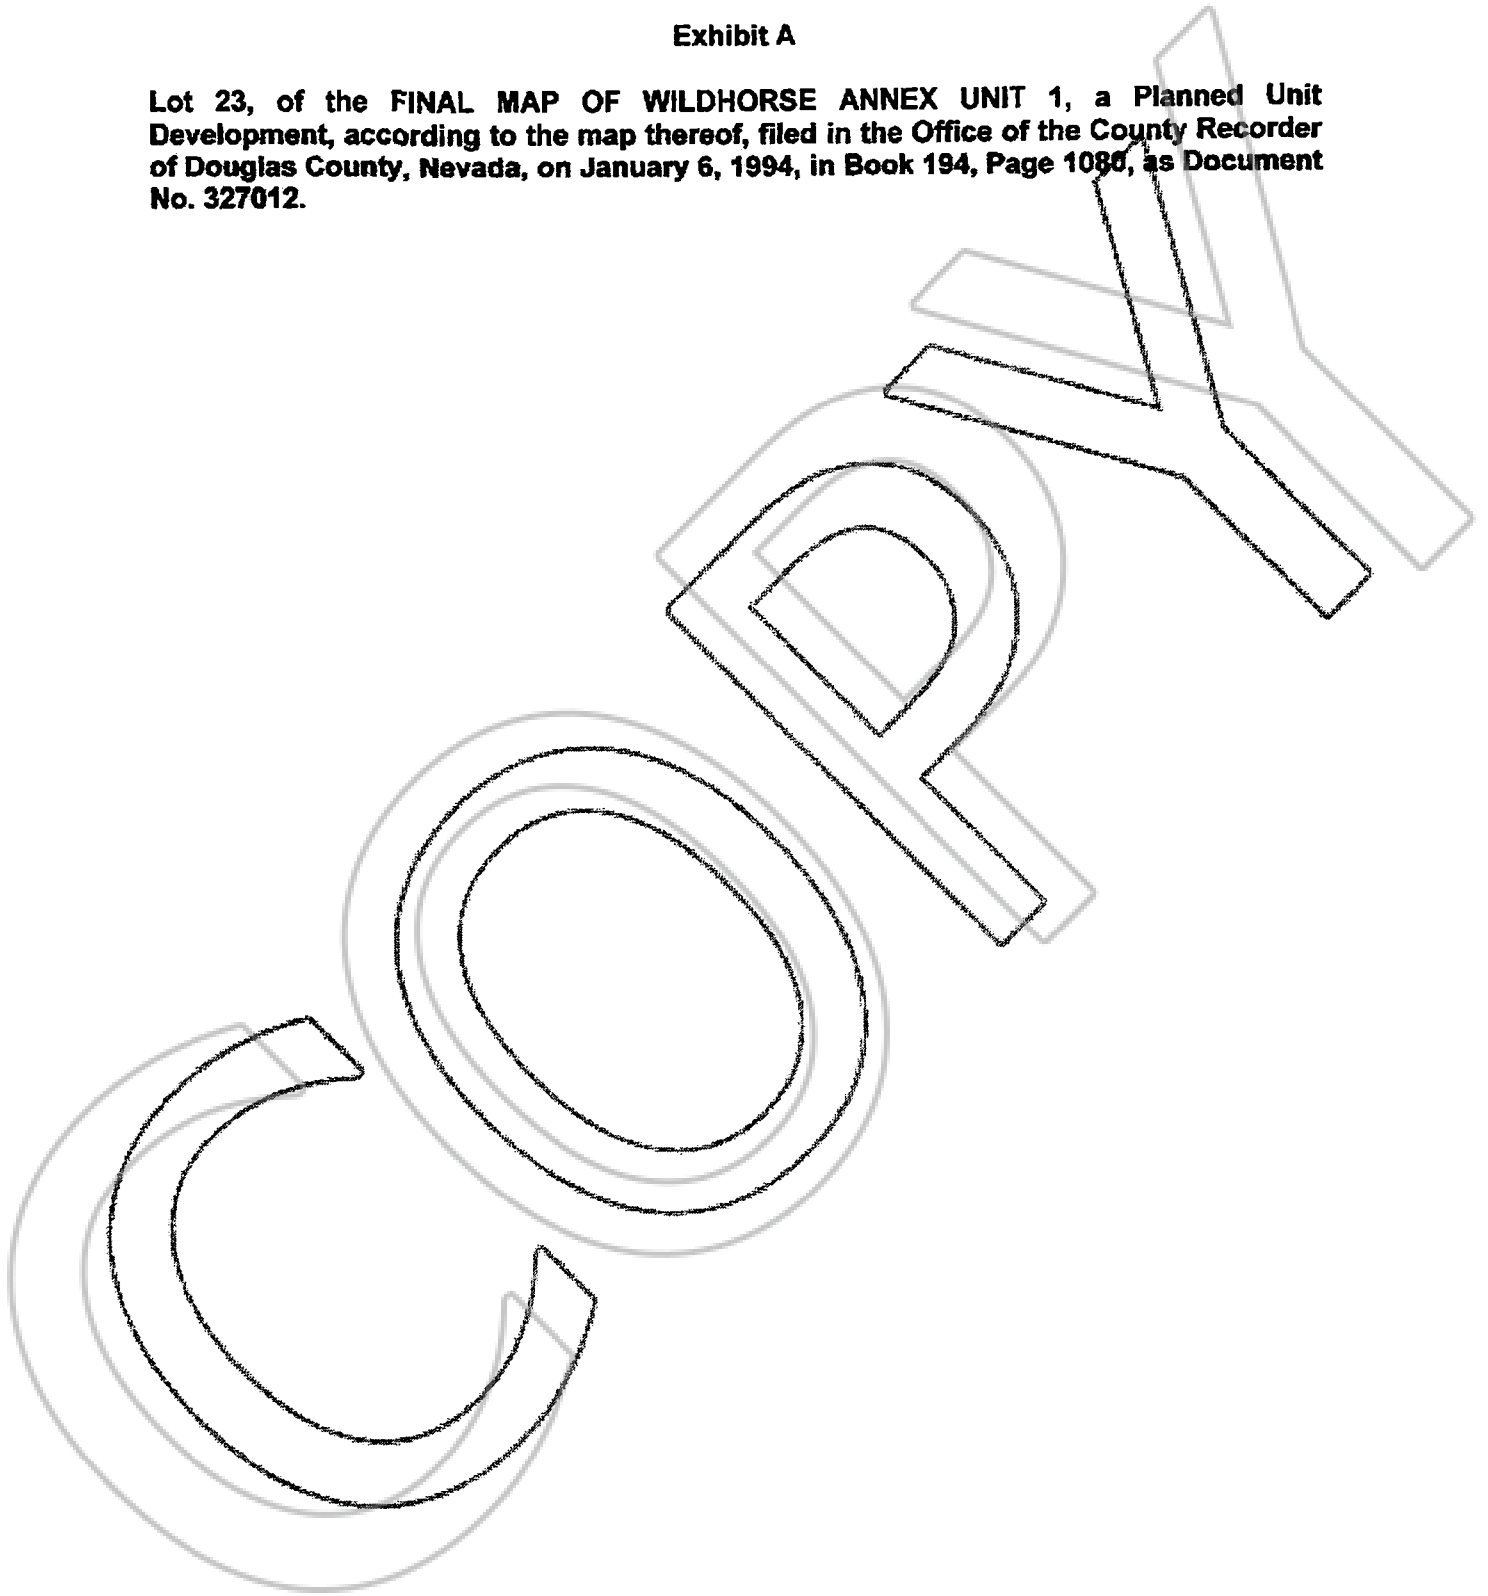 Exhibit A
Lot 23, of the FINAL MAP OF WILDHORSE ANNEX UNIT 1, a Planned Unit
Development, according to the map thereof, filed in the Office of the County Recorder
of Douglas County, Nevada, on January 6, 1994, in Book 194, Page 1080, as Document
No. 327012.
COPY
COPY